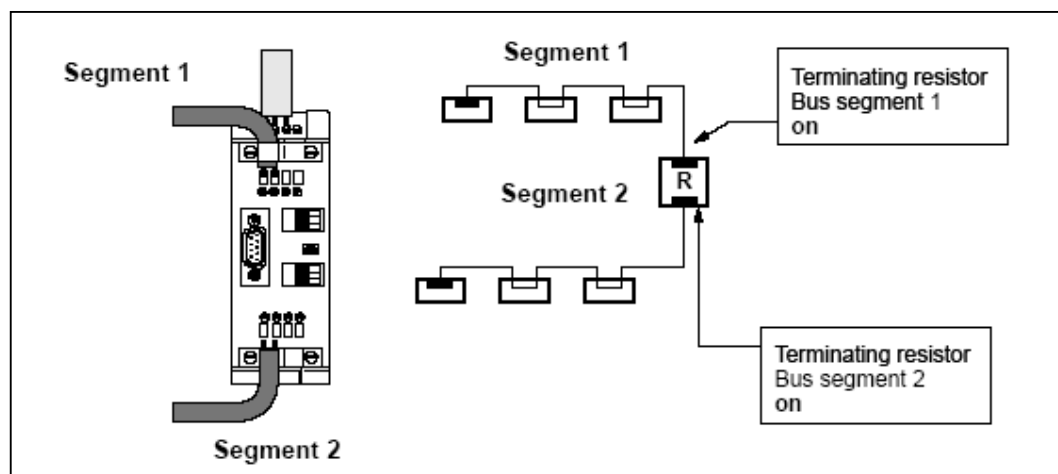 Segment 1
Segment 2
Segment 1
Segment 2
R
Terminating resistor
Bus segment 1
on
Terminating resistor
Bus segment 2
on